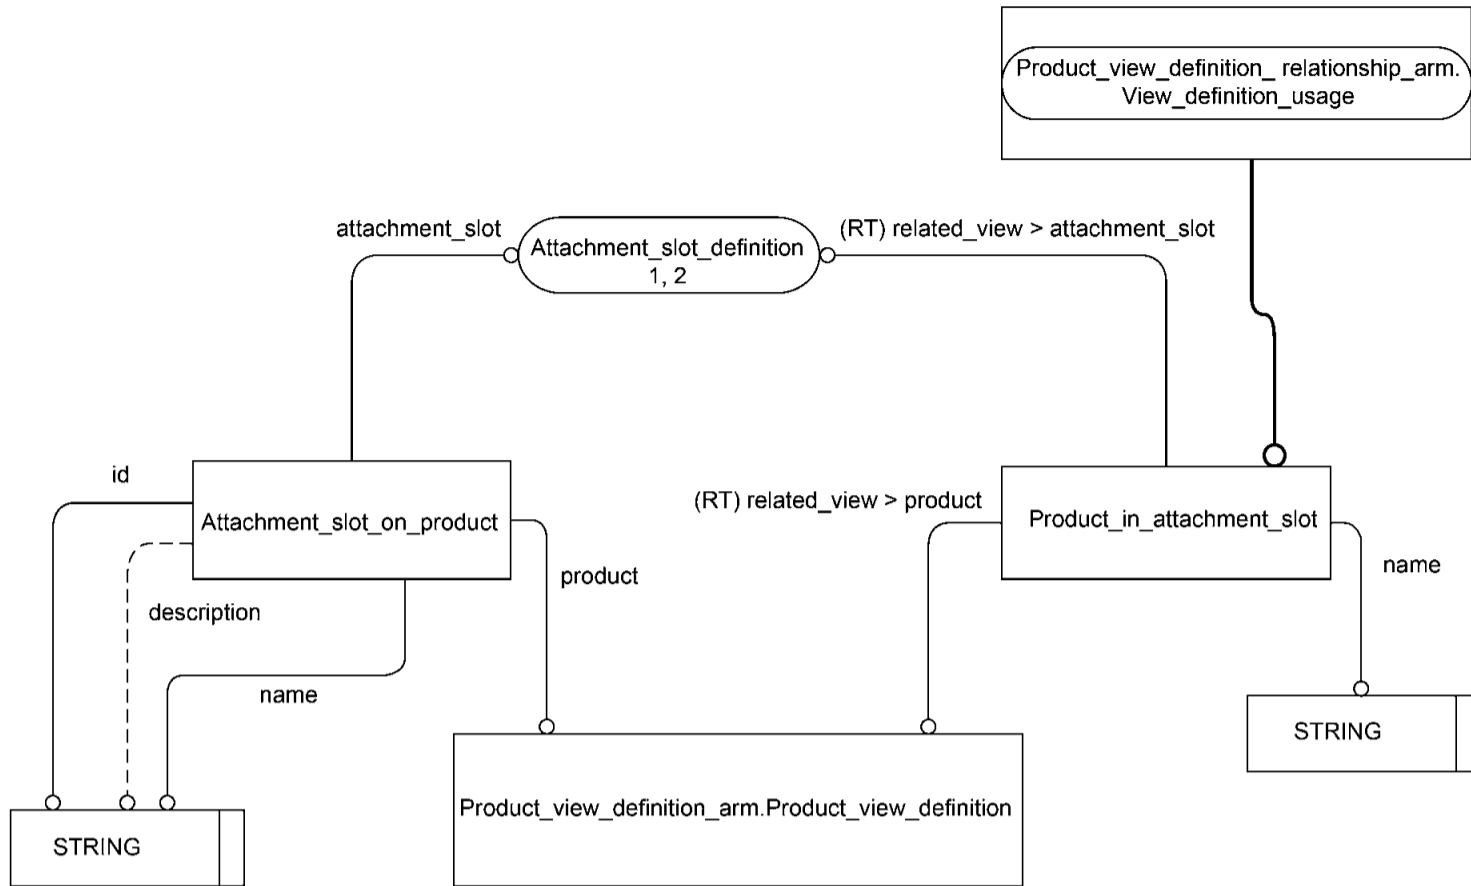 Product_view_definition_ relationship_arm.
View_definition_usage
attachment_slot
(RT) related_view > attachment_slot
Attachment_slot_definition
1, 2
id
Attachment_slot_on_product
(RT) related_view > product
Product_in_attachment_slot
product
name
description
name
STRING
Product_view_definition_arm.Product_view_definition
STRING